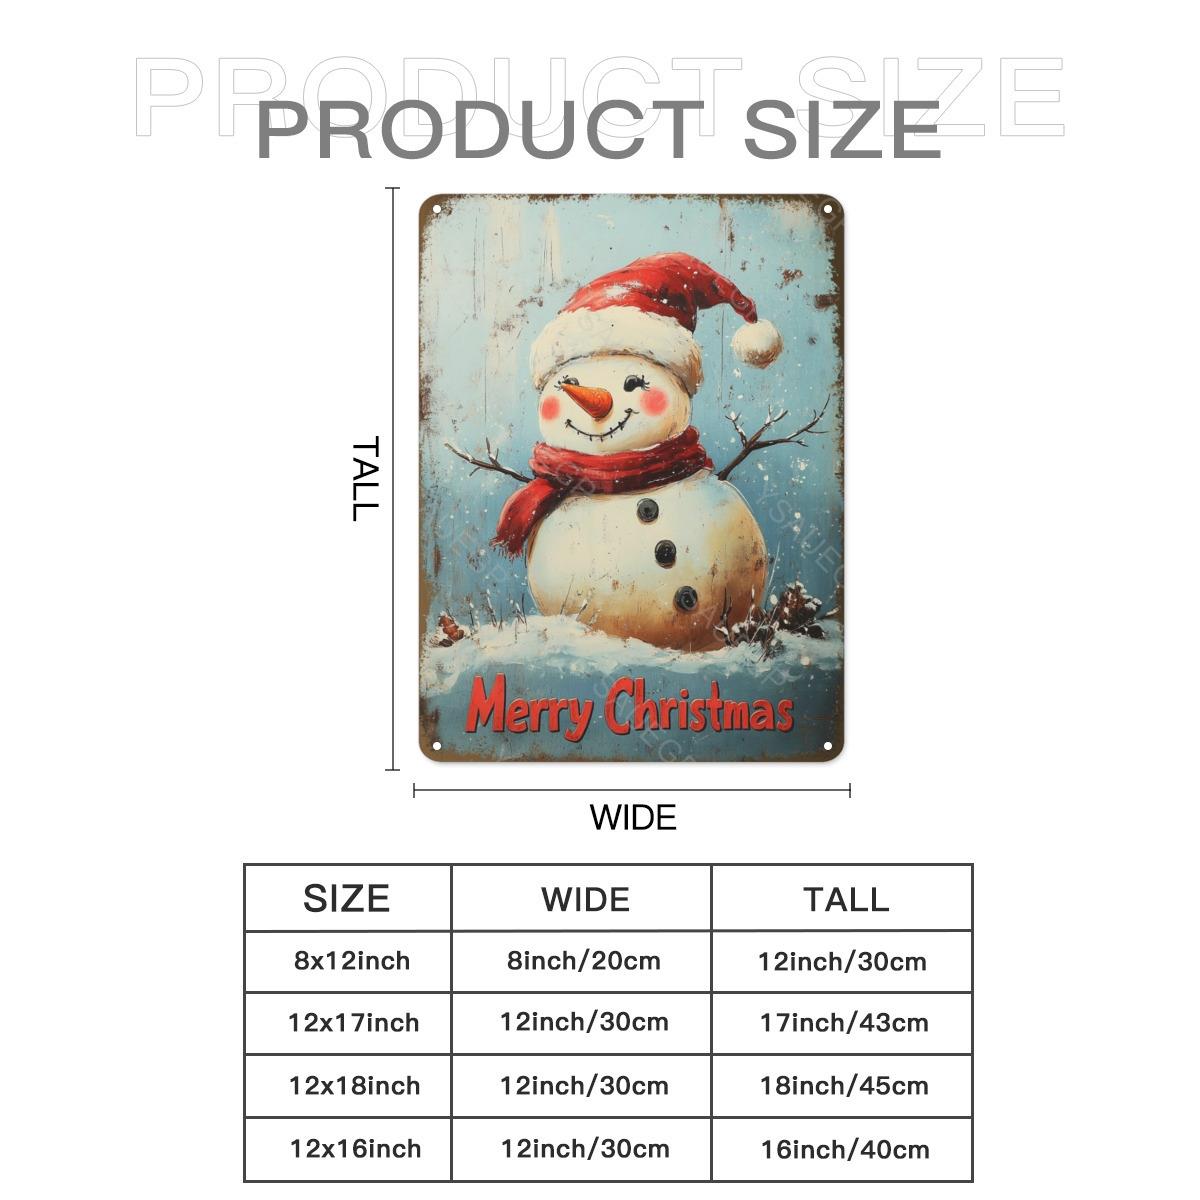 PRODUCT SIZE
PRODUCT SIZE
TALL
Merry Christmas
WIDE
SIZE WIDE TALL
8x12inch 8inch/20cm 12inch/30cm
12x17inch 12inch/30cm 17inch/43cm
12x18inch 12inch/30cm 18inch/45cm
12x16inch 12inch/30cm 16inch/40cm